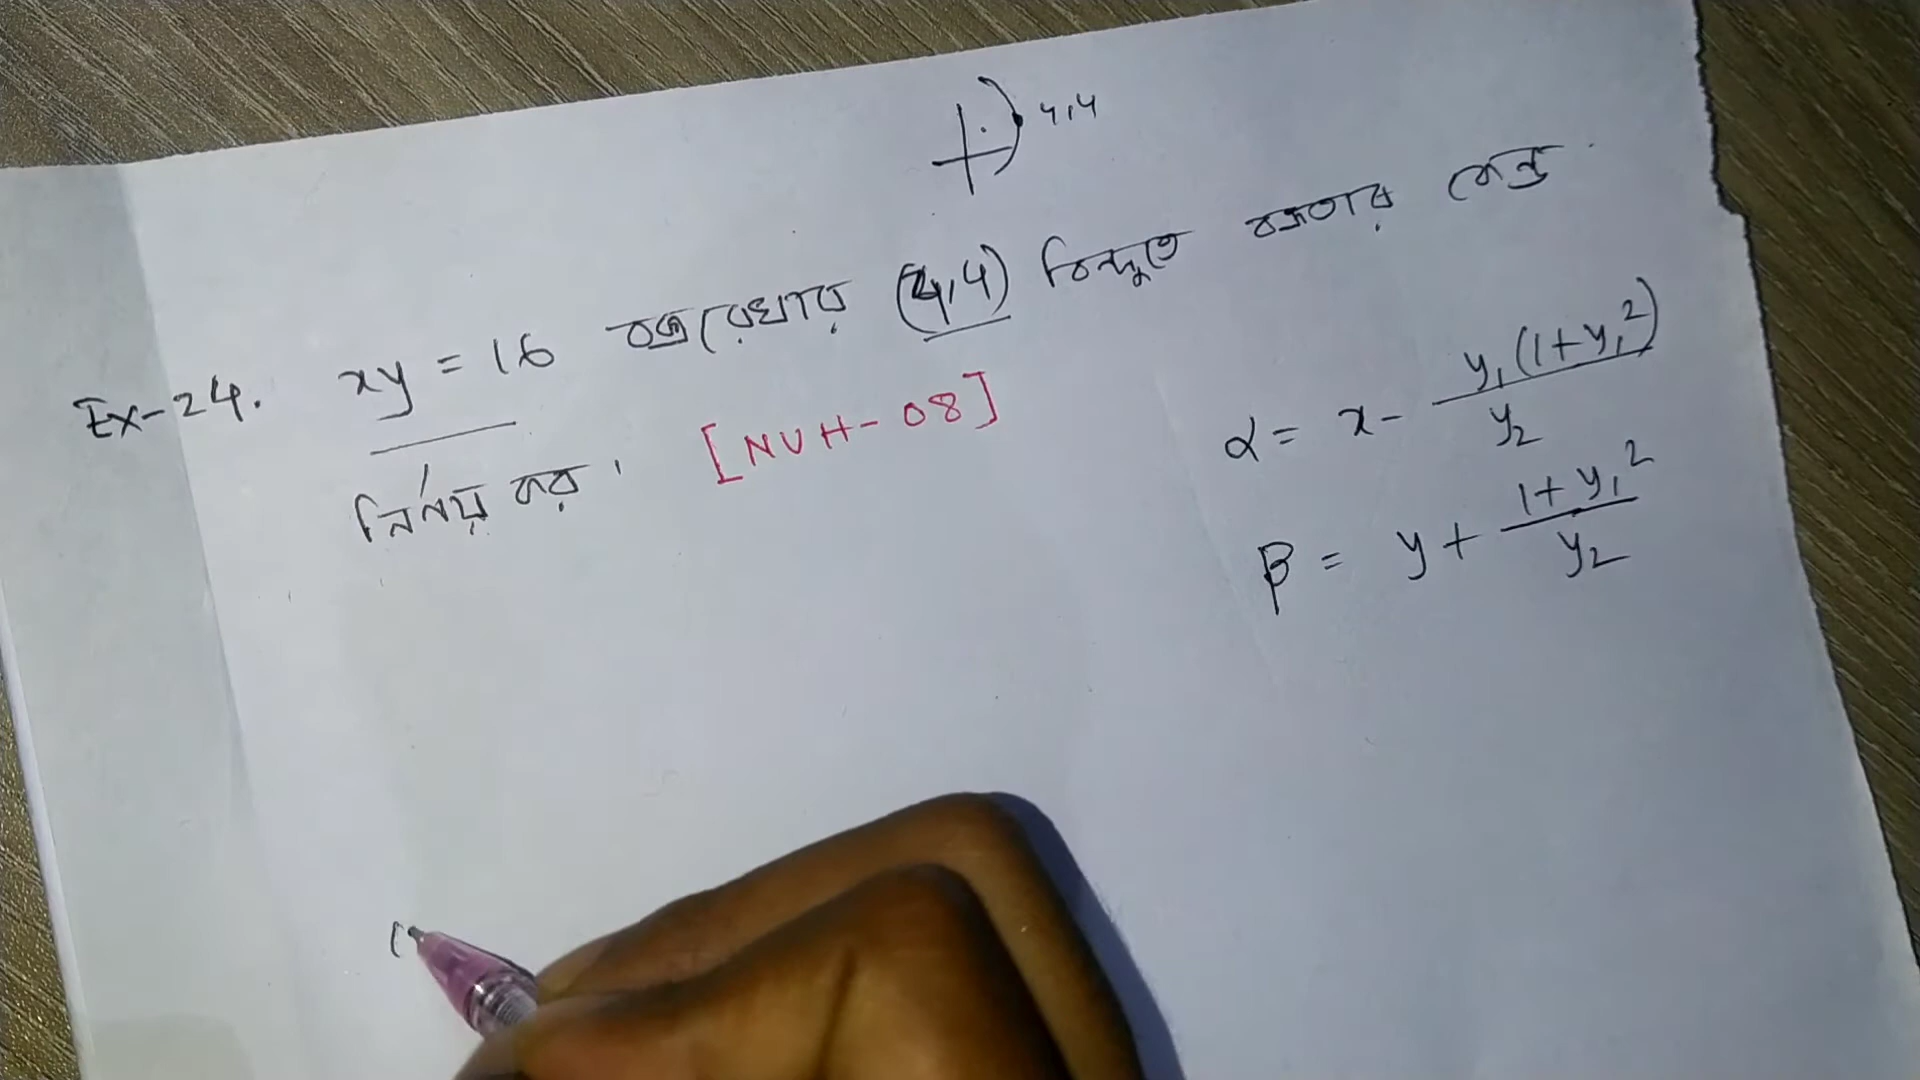 4,4
Ex-24. xy = 16 বক্ররেখার (4,4) বিন্দুতে বক্রতার কেন্দ্র
নির্ণয় কর। [NUH-08]
α = x - y₁(1+y₁²)/y₂
β = y + 1+y₁²/y₂
(